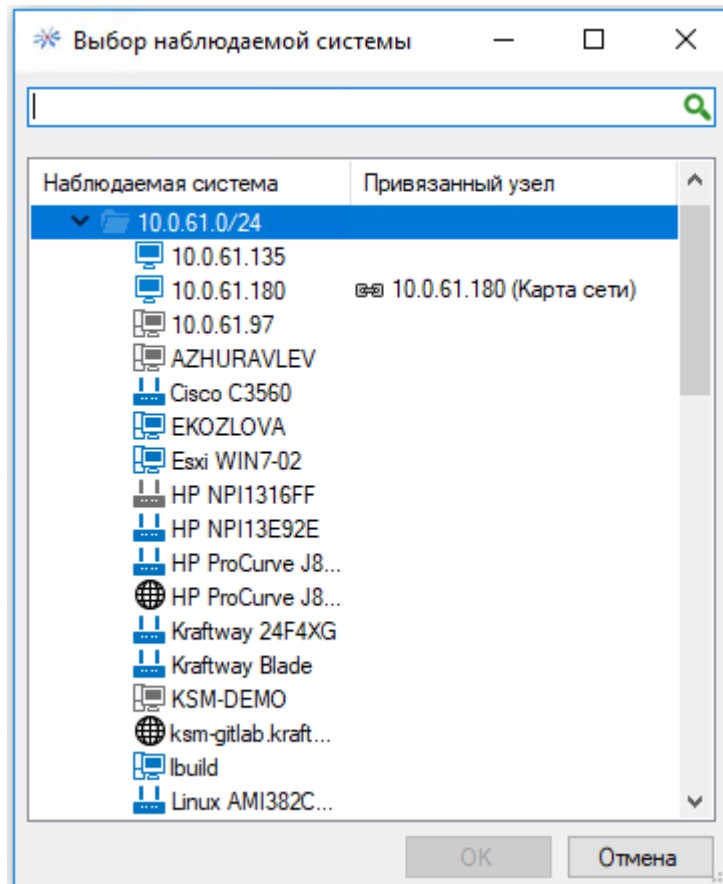 Выбор наблюдаемой системы
Наблюдаемая система Привязанный узел
10.0.61.0/24
10.0.61.135
10.0.61.180 10.0.61.180 (Карта сети)
10.0.61.97
AZHURAVLEV
Cisco C3560
EKOZLOVA
Esxi WIN7-02
HP NPI1316FF
HP NPI13E92E
HP ProCurve J8...
HP ProCurve J8...
Kraftway 24F4XG
Kraftway Blade
KSM-DEMO
ksm-gitlab.kraft...
lbuild
Linux AMI382C...
OK Отмена